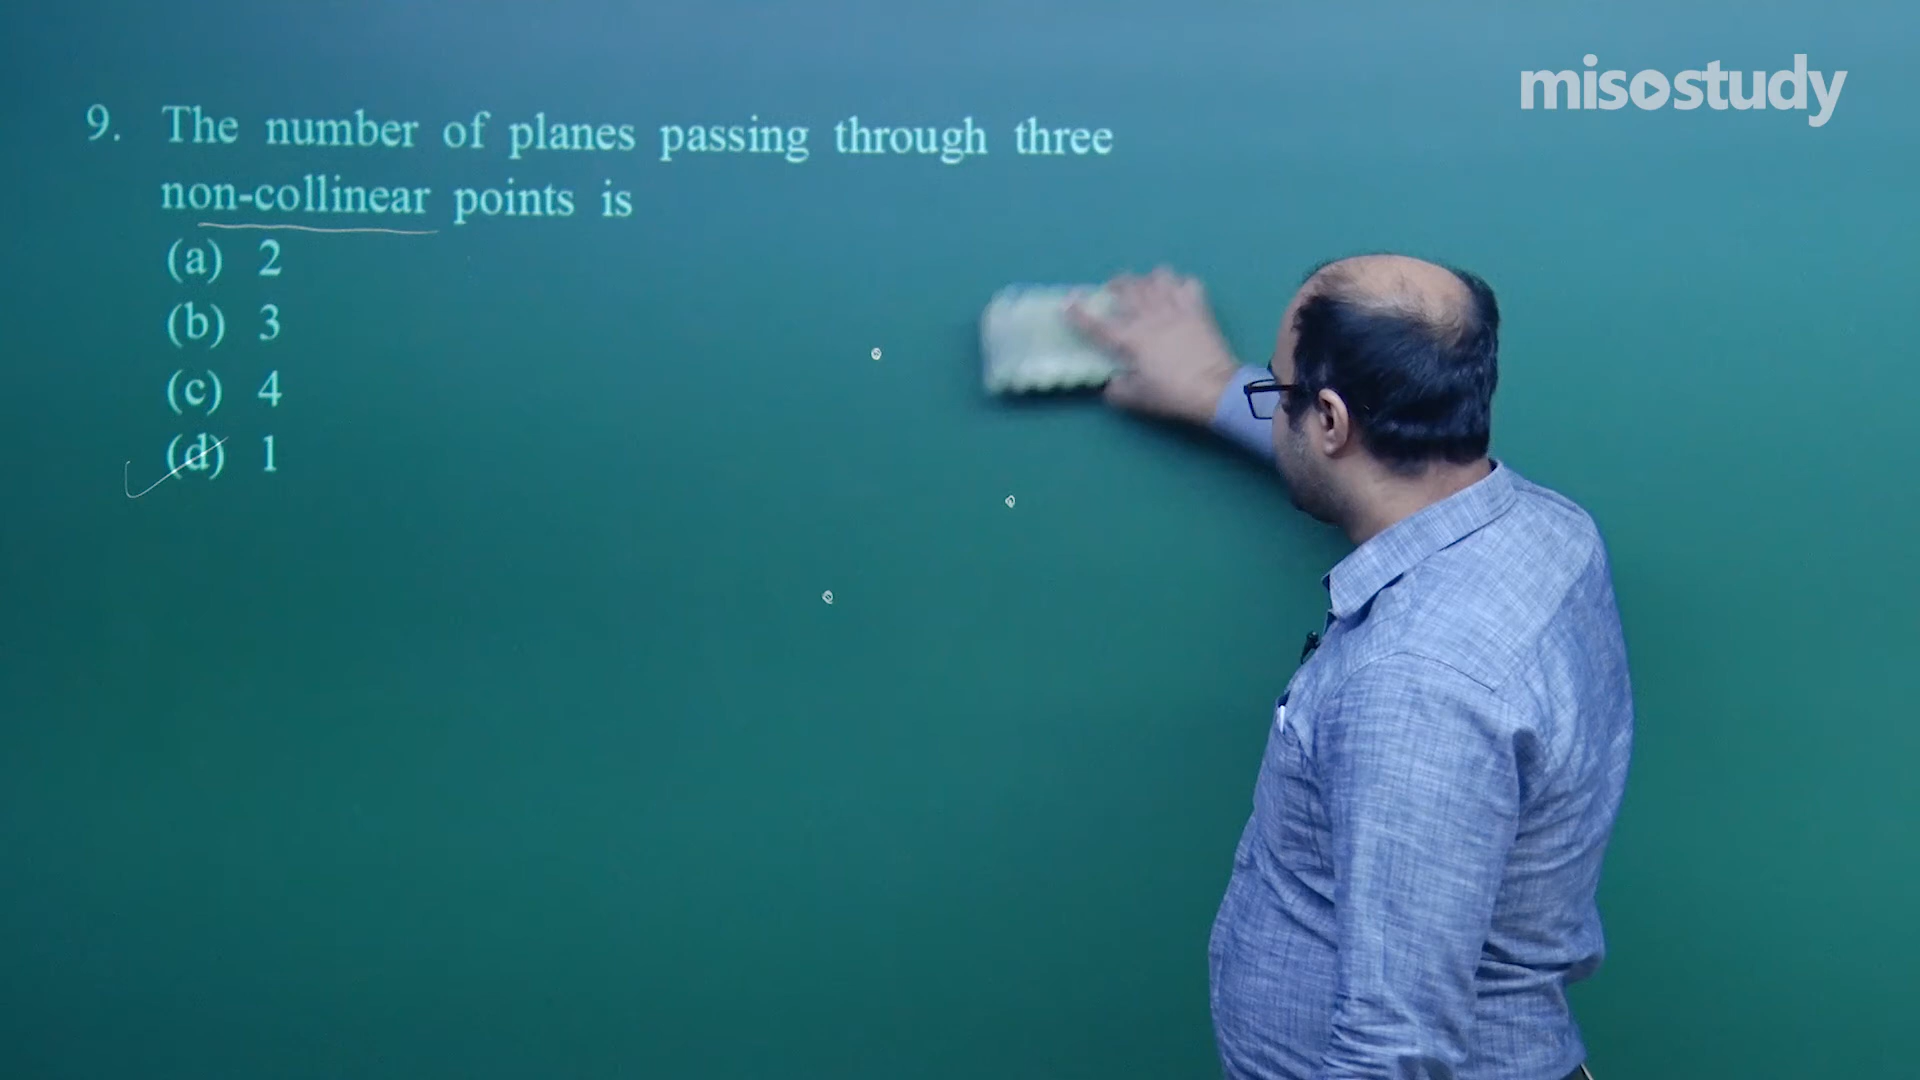 misostudy
9. The number of planes passing through three
non-collinear points is
(a) 2
(b) 3
(c) 4
(d) 1